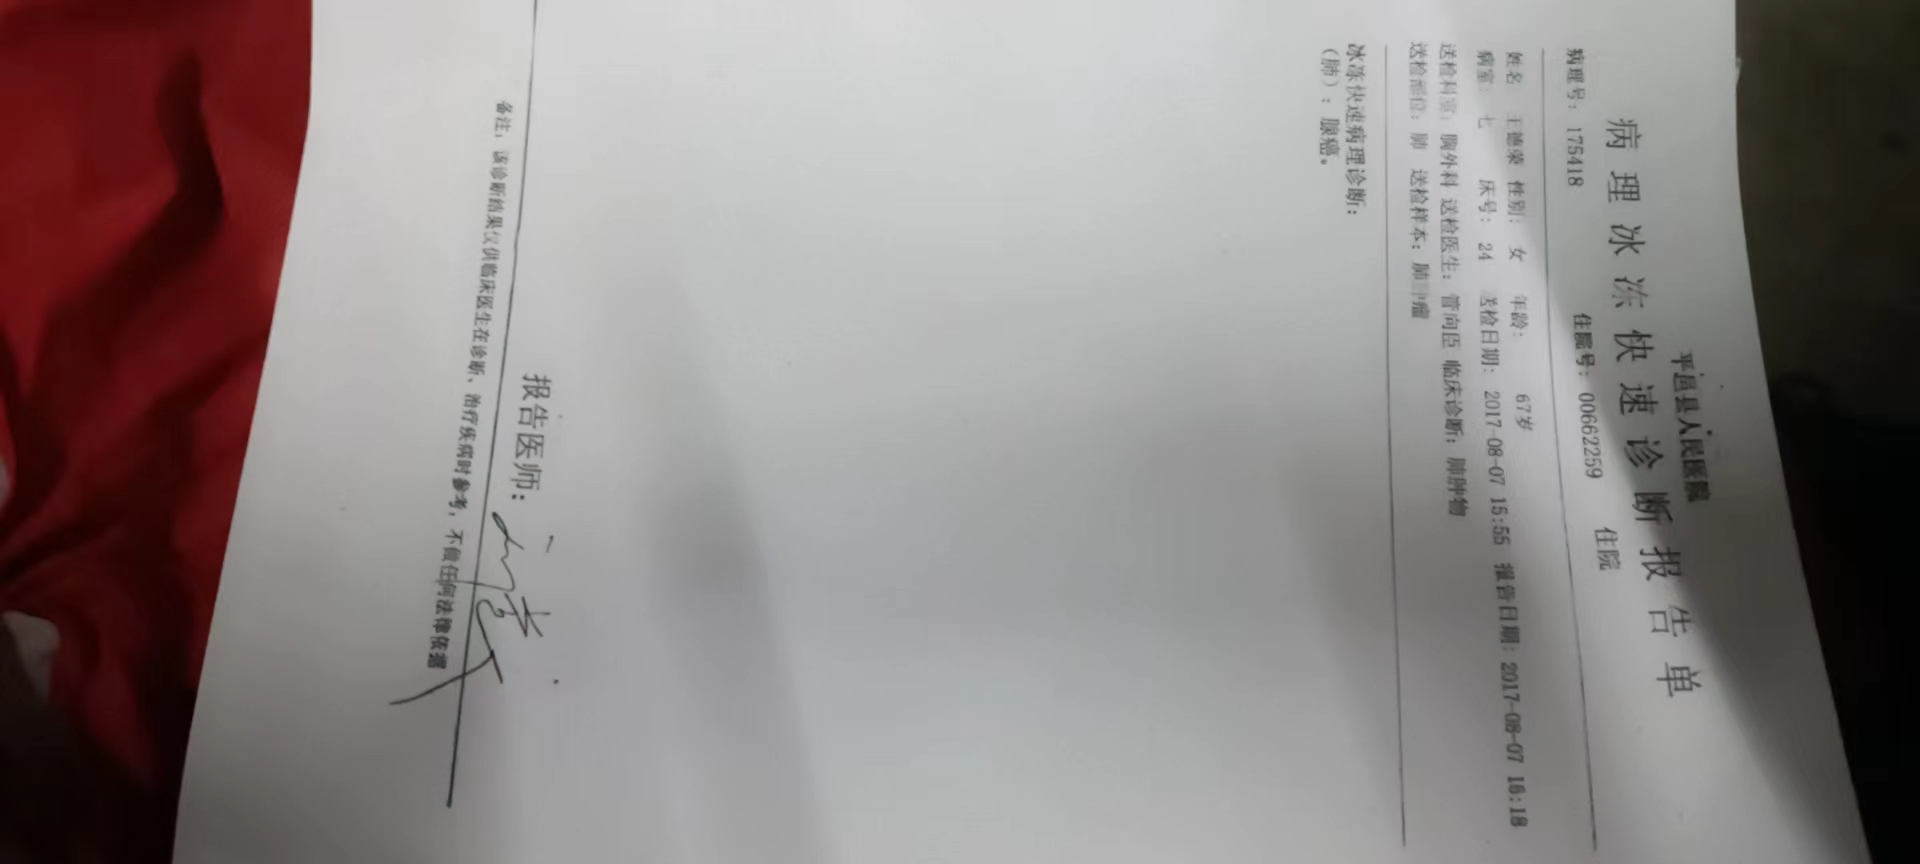 平邑县人民医院
病理冰冻快速诊断报告单
病理号: 175418 住院号: 00662259 住院
姓名 王德荣 性别: 女 年龄: 67岁
病室: 七 床号: 24 送检日期: 2017-08-07 15:55 报告日期: 2017-08-07 16:18
送检科室: 胸外科 送检医生: 管向臣 临床诊断: 肺肿物
送检部位: 肺 送检样本: 肺肿瘤
冰冻快速病理诊断:
(肺): 腺癌。
报告医师:
备注: 该诊断结果仅供临床医生在诊断、治疗疾病时参考, 不做任何法律依据